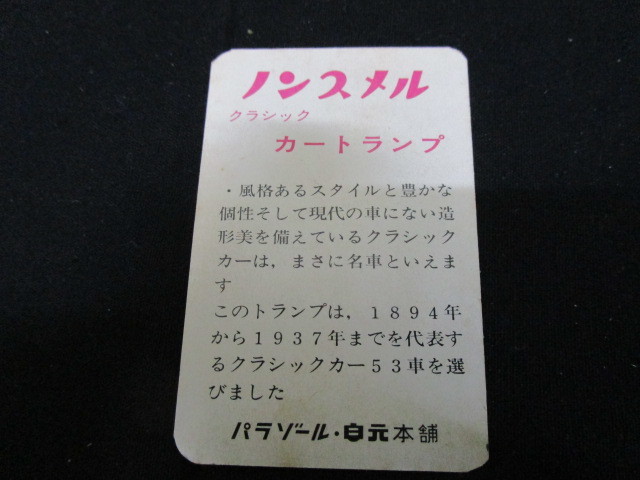 ノンスメル
クラシック
カートランプ
・風格あるスタイルと豊かな
個性そして現代の車にない造
形美を備えているクラシック
カーは，まさに名車といえま
す
このトランプは，１８９４年
から１９３７年までを代表す
るクラシックカー５３車を選
びました
パラゾール・白元本舗